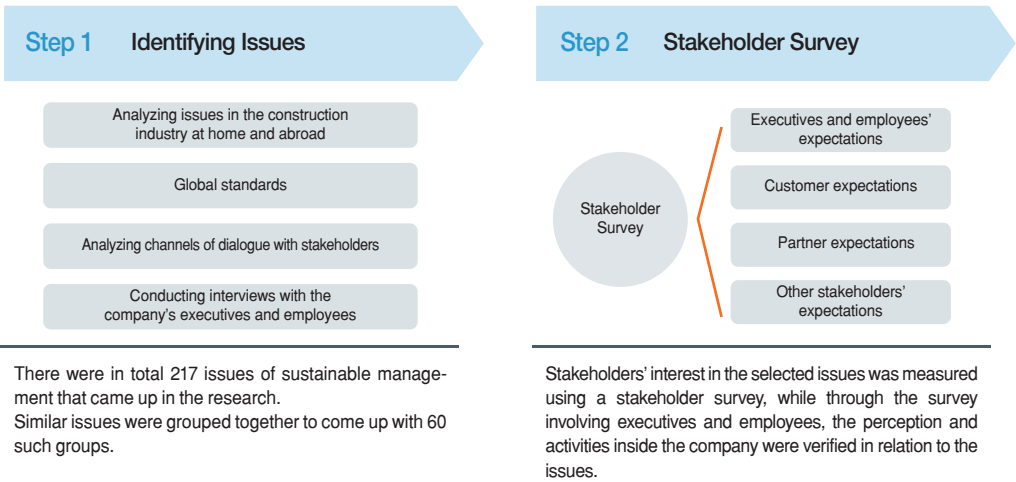 Step 1 Identifying Issues
Analyzing issues in the construction
industry at home and abroad
Global standards
Analyzing channels of dialogue with stakeholders
Conducting interviews with the
company's executives and employees
There were in total 217 issues of sustainable manage-
ment that came up in the research.
Similar issues were grouped together to come up with 60
such groups.
Step 2 Stakeholder Survey
Stakeholder
Survey
Executives and employees'
expectations
Customer expectations
Partner expectations
Other stakeholders'
expectations
Stakeholders' interest in the selected issues was measured
using a stakeholder survey, while through the survey
involving executives and employees, the perception and
activities inside the company were verified in relation to the
issues.